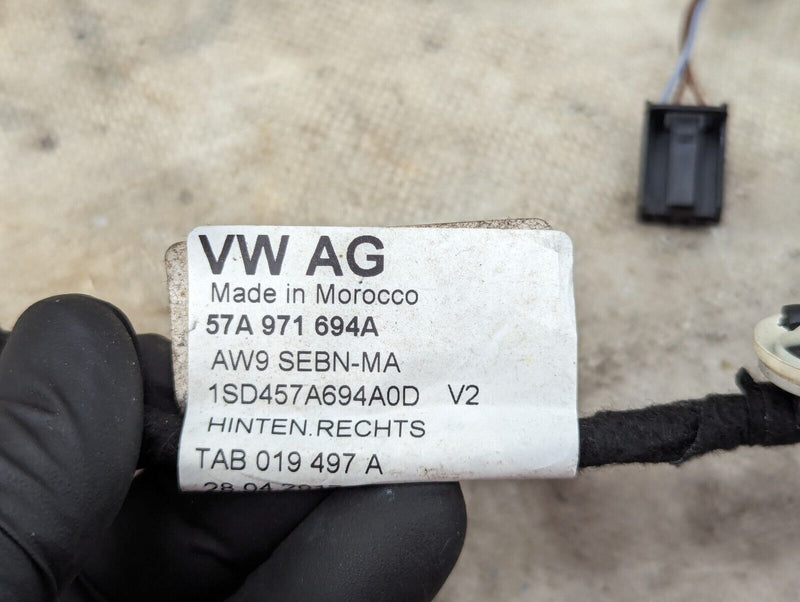 VW AG
Made in Morocco
57A 971 694A
AW9 SEBN-MA
1SD457A694A0D V2
HINTEN.RECHTS
TAB 019 497 A